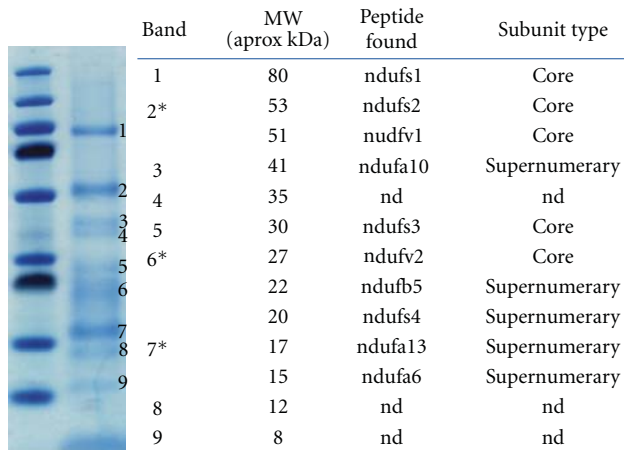 Band MW (aprox kDa) Peptide found Subunit type
1 80 ndufs1 Core
2* 53 ndufs2 Core
51 nudfv1 Core
3 41 ndufa10 Supernumerary
4 35 nd nd
5 30 ndufs3 Core
6* 27 ndufv2 Core
22 ndufb5 Supernumerary
20 ndufs4 Supernumerary
7* 17 ndufa13 Supernumerary
15 ndufa6 Supernumerary
8 12 nd nd
9 8 nd nd
1
2
3
4
5
6
7
8
9